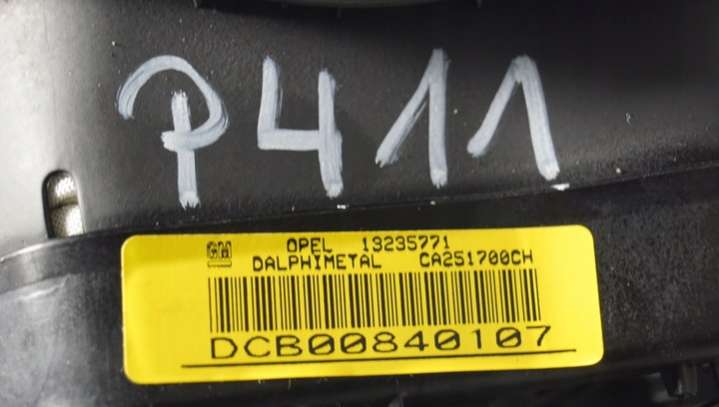 P411
GM OPEL 13235771
DALPHIMETAL CA251700CH
DCB00840107